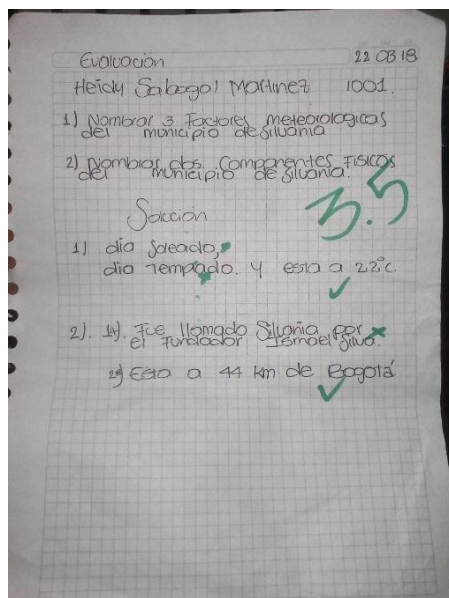 Evaluación 22 03 18
Heidy Sabogal Martinez 1001.
1) Nombrar 3 Factores meteorologicos
del municipio de silvania
2) Nombrar dos Componentes Fisicos
del municipio de silvania.
3.5
Soución
1) dia Soleado,
dia Templado. y esta a 22°c.
2). 1). Fue llamado Silvania por
el Fundador Ismael Silva.
2) Esta a 44 km de Bogotá